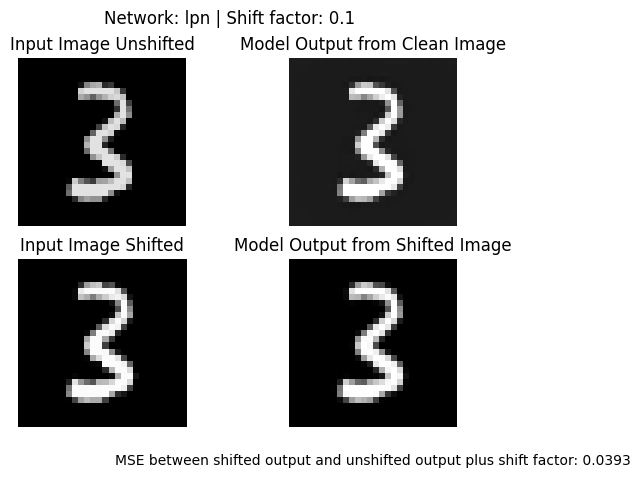 Network: lpn | Shift factor: 0.1
Input Image Unshifted
Model Output from Clean Image
Input Image Shifted
Model Output from Shifted Image
MSE between shifted output and unshifted output plus shift factor: 0.0393